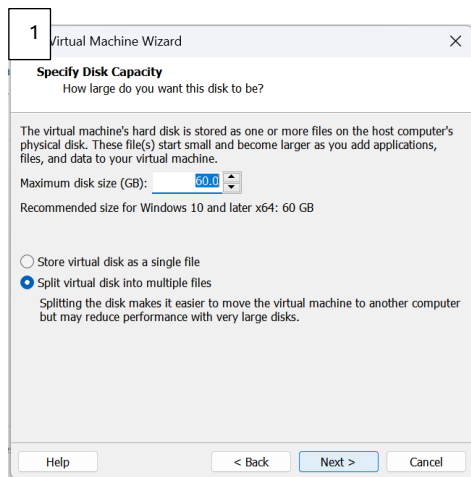 1
Virtual Machine Wizard
Specify Disk Capacity
How large do you want this disk to be?
The virtual machine's hard disk is stored as one or more files on the host computer's
physical disk. These file(s) start small and become larger as you add applications,
files, and data to your virtual machine.
Maximum disk size (GB): 60.0
Recommended size for Windows 10 and later x64: 60 GB
Store virtual disk as a single file
Split virtual disk into multiple files
Splitting the disk makes it easier to move the virtual machine to another computer
but may reduce performance with very large disks.
Help < Back Next > Cancel